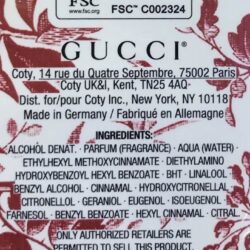 FSC
www.fsc.org
FSC™ C002324
GUCCI
Coty, 14 rue du Quatre Septembre, 75002 Paris
Coty UK&I, Kent, TN25 4AQ-
Dist. for/pour Coty Inc., New York, NY 10118
Made in Germany / Fabriqué en Allemagne
INGREDIENTS:
ALCOHOL DENAT. • PARFUM (FRAGRANCE) • AQUA (WATER)
ETHYLHEXYL METHOXYCINNAMATE • DIETHYLAMINO
HYDROXYBENZOYL HEXYL BENZOATE • BHT • LINALOOL
BENZYL ALCOHOL • CINNAMAL • HYDROXYCITRONELLAL
CITRONELLOL • GERANIOL • EUGENOL • ISOEUGENOL
FARNESOL • BENZYL BENZOATE • HEXYL CINNAMAL • CITRAL
ONLY AUTHORIZED RETAILERS ARE
PERMITTED TO SELL THIS PRODUCT.